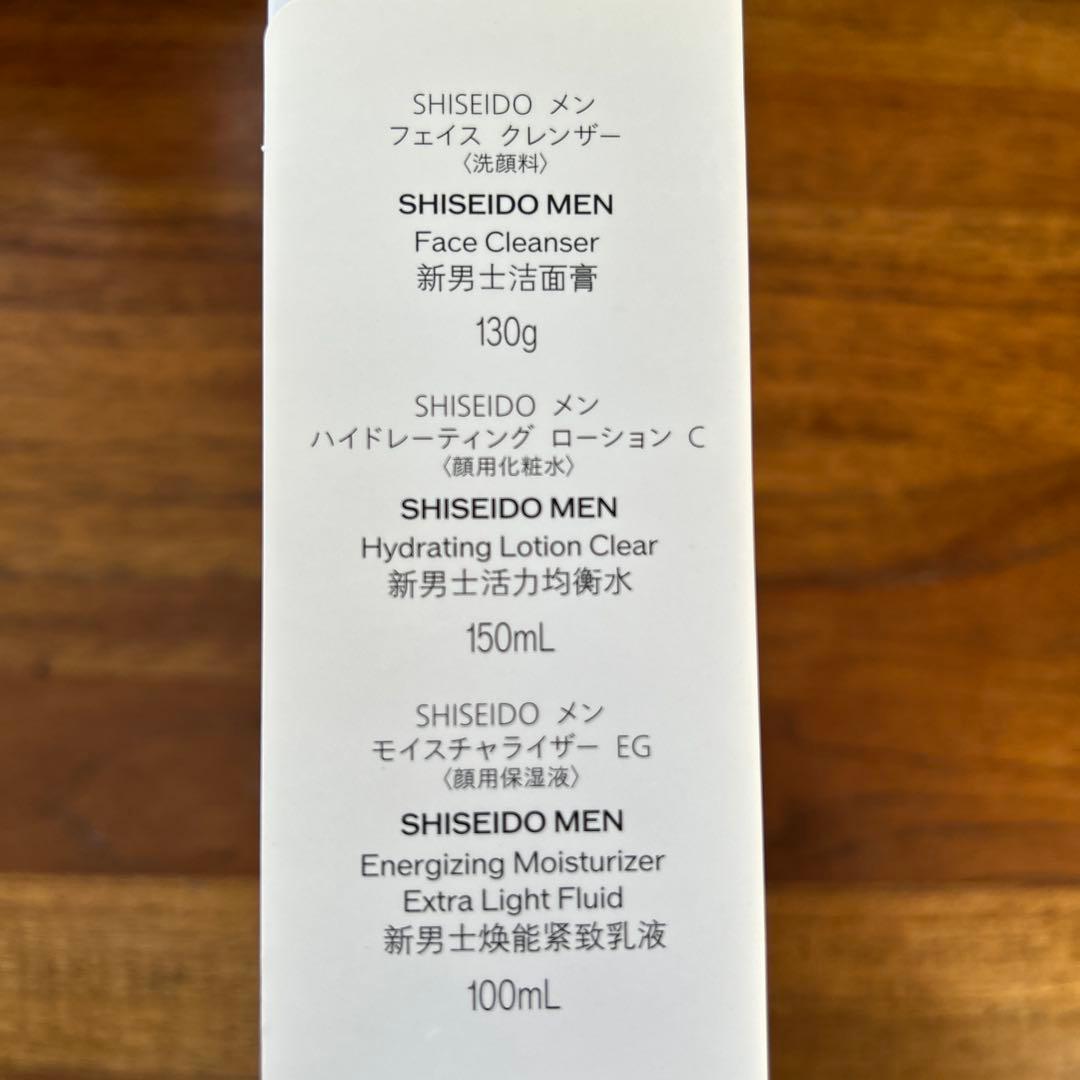 SHISEIDO メン
フェイス クレンザー
〈洗顔料〉
SHISEIDO MEN
Face Cleanser
新男士洁面膏
130g
SHISEIDO メン
ハイドレーティング ローション C
〈顔用化粧水〉
SHISEIDO MEN
Hydrating Lotion Clear
新男士活力均衡水
150mL
SHISEIDO メン
モイスチャライザー EG
〈顔用保湿液〉
SHISEIDO MEN
Energizing Moisturizer
Extra Light Fluid
新男士焕能紧致乳液
100mL